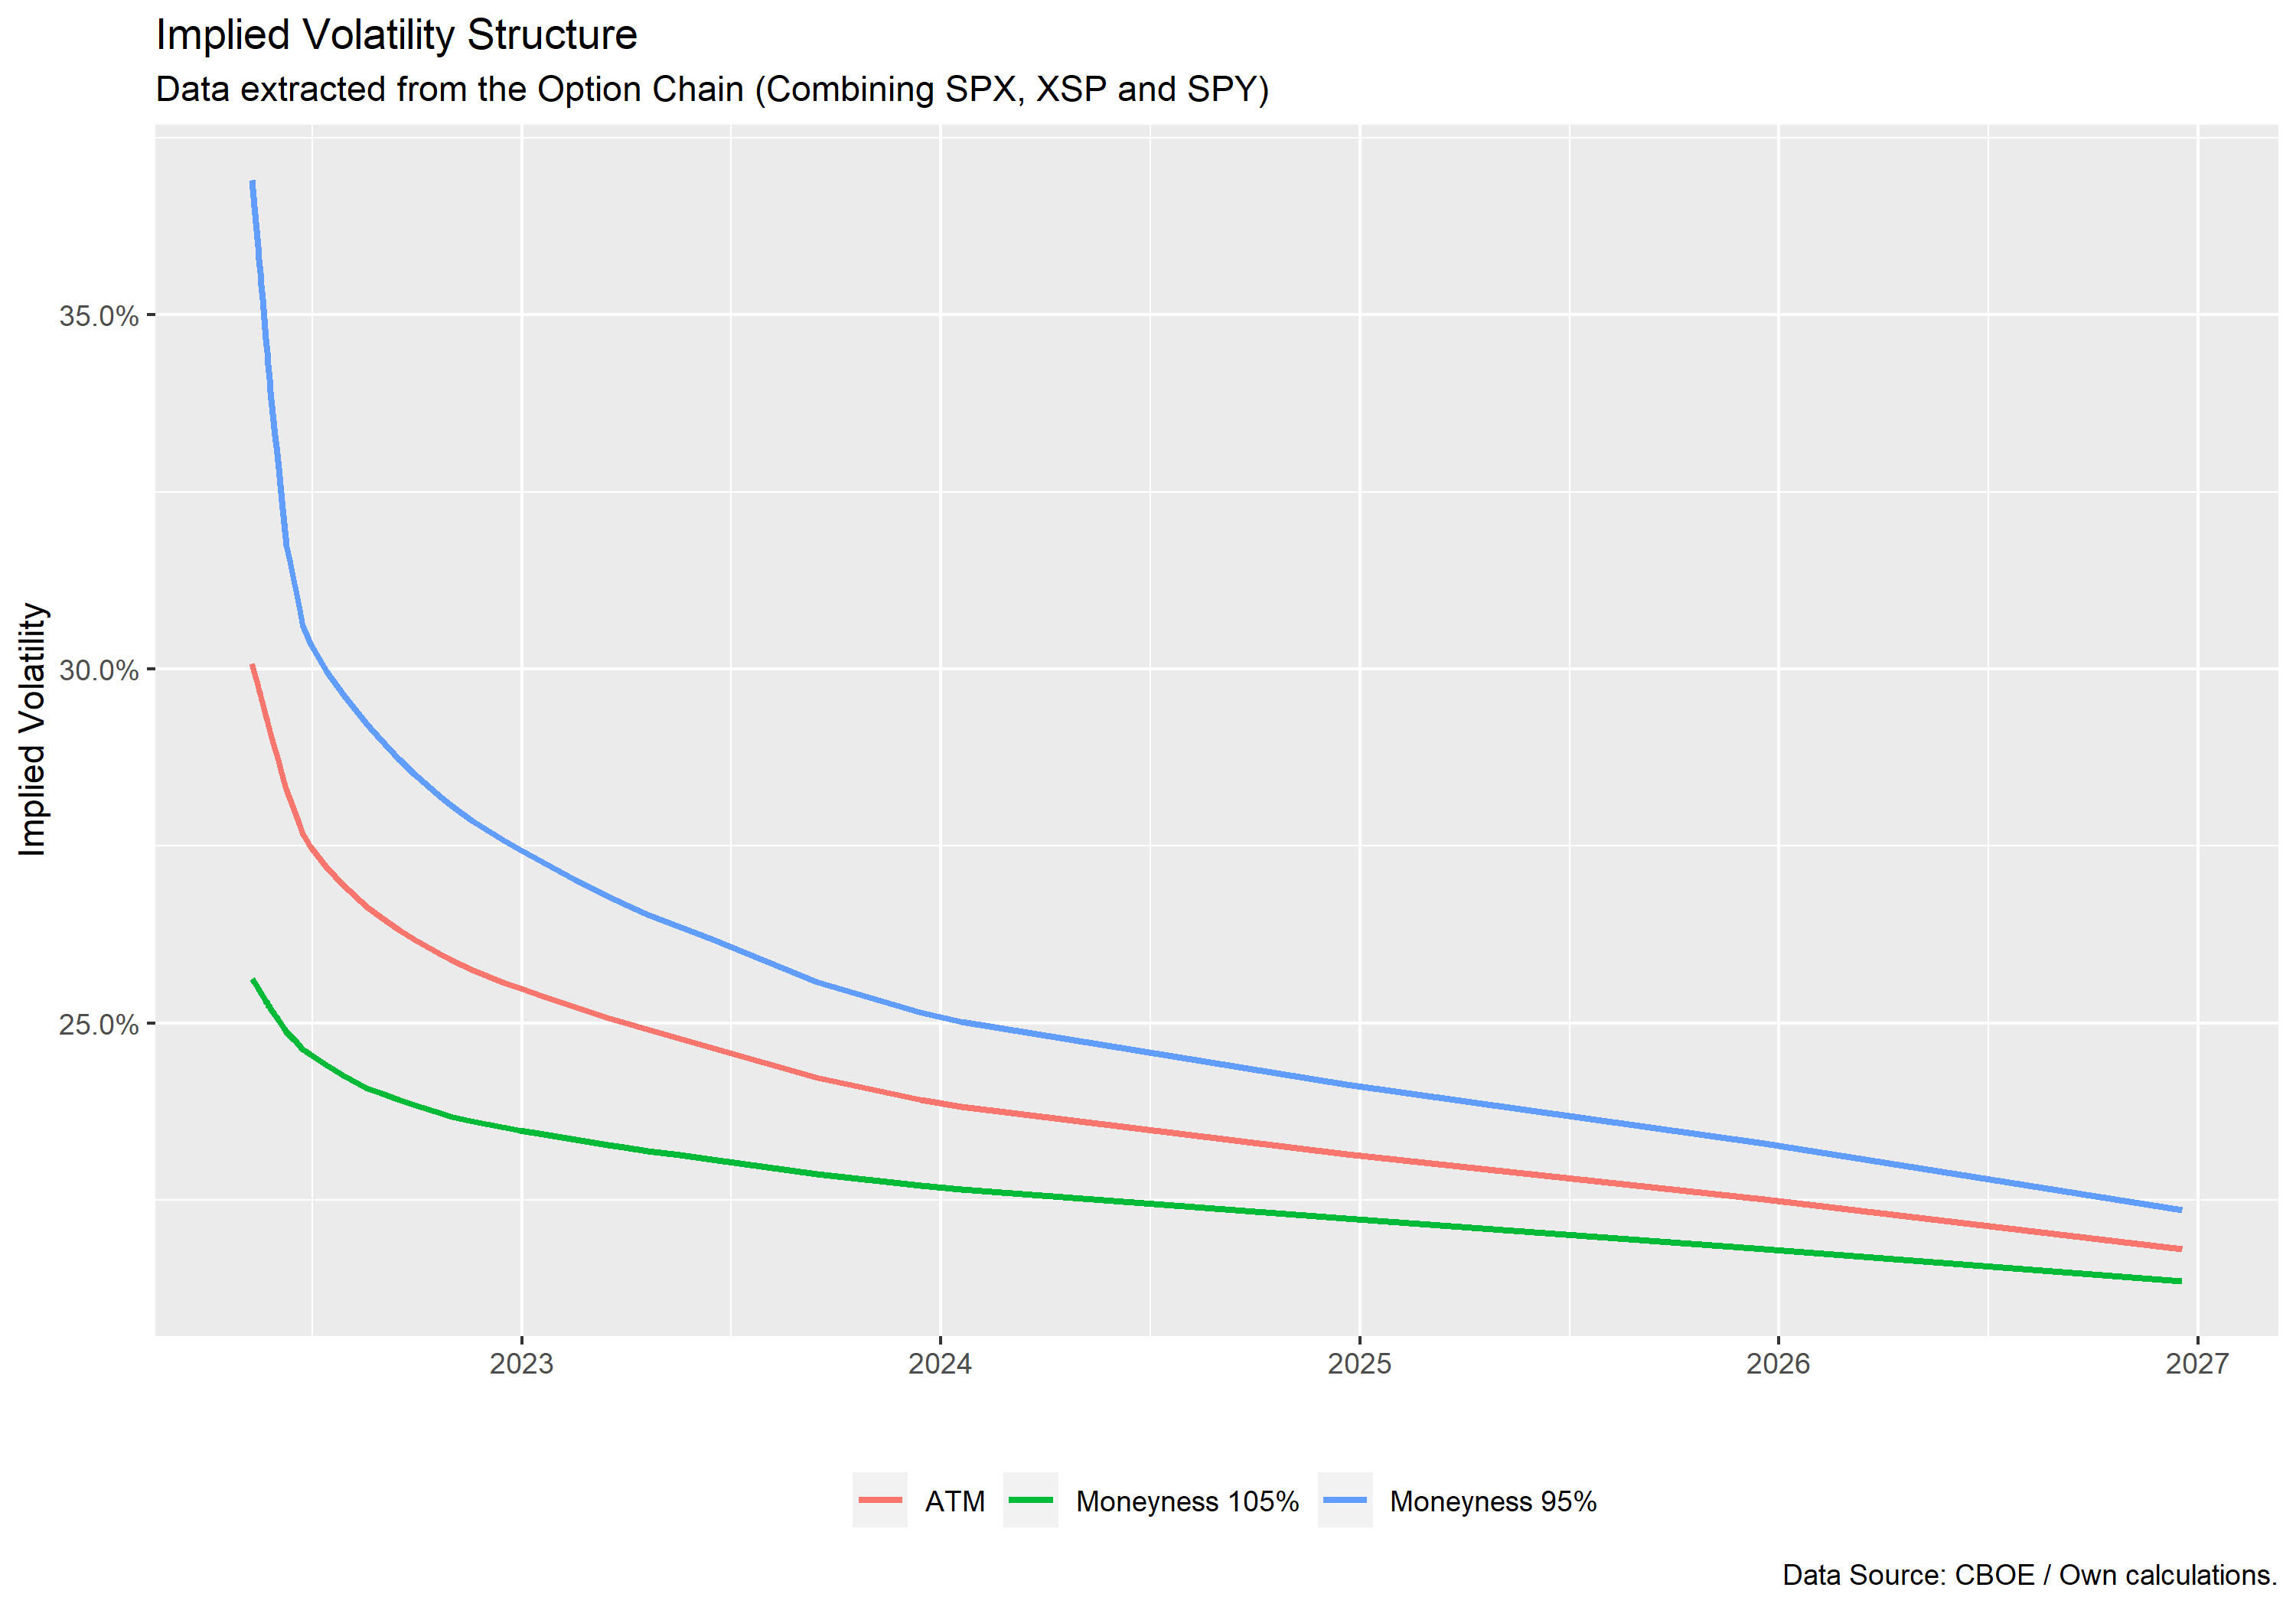 Implied Volatility Structure
Data extracted from the Option Chain (Combining SPX, XSP and SPY)
Implied Volatility
35.0%
30.0%
25.0%
2023 2024 2025 2026 2027
ATM Moneyness 105% Moneyness 95%
Data Source: CBOE / Own calculations.